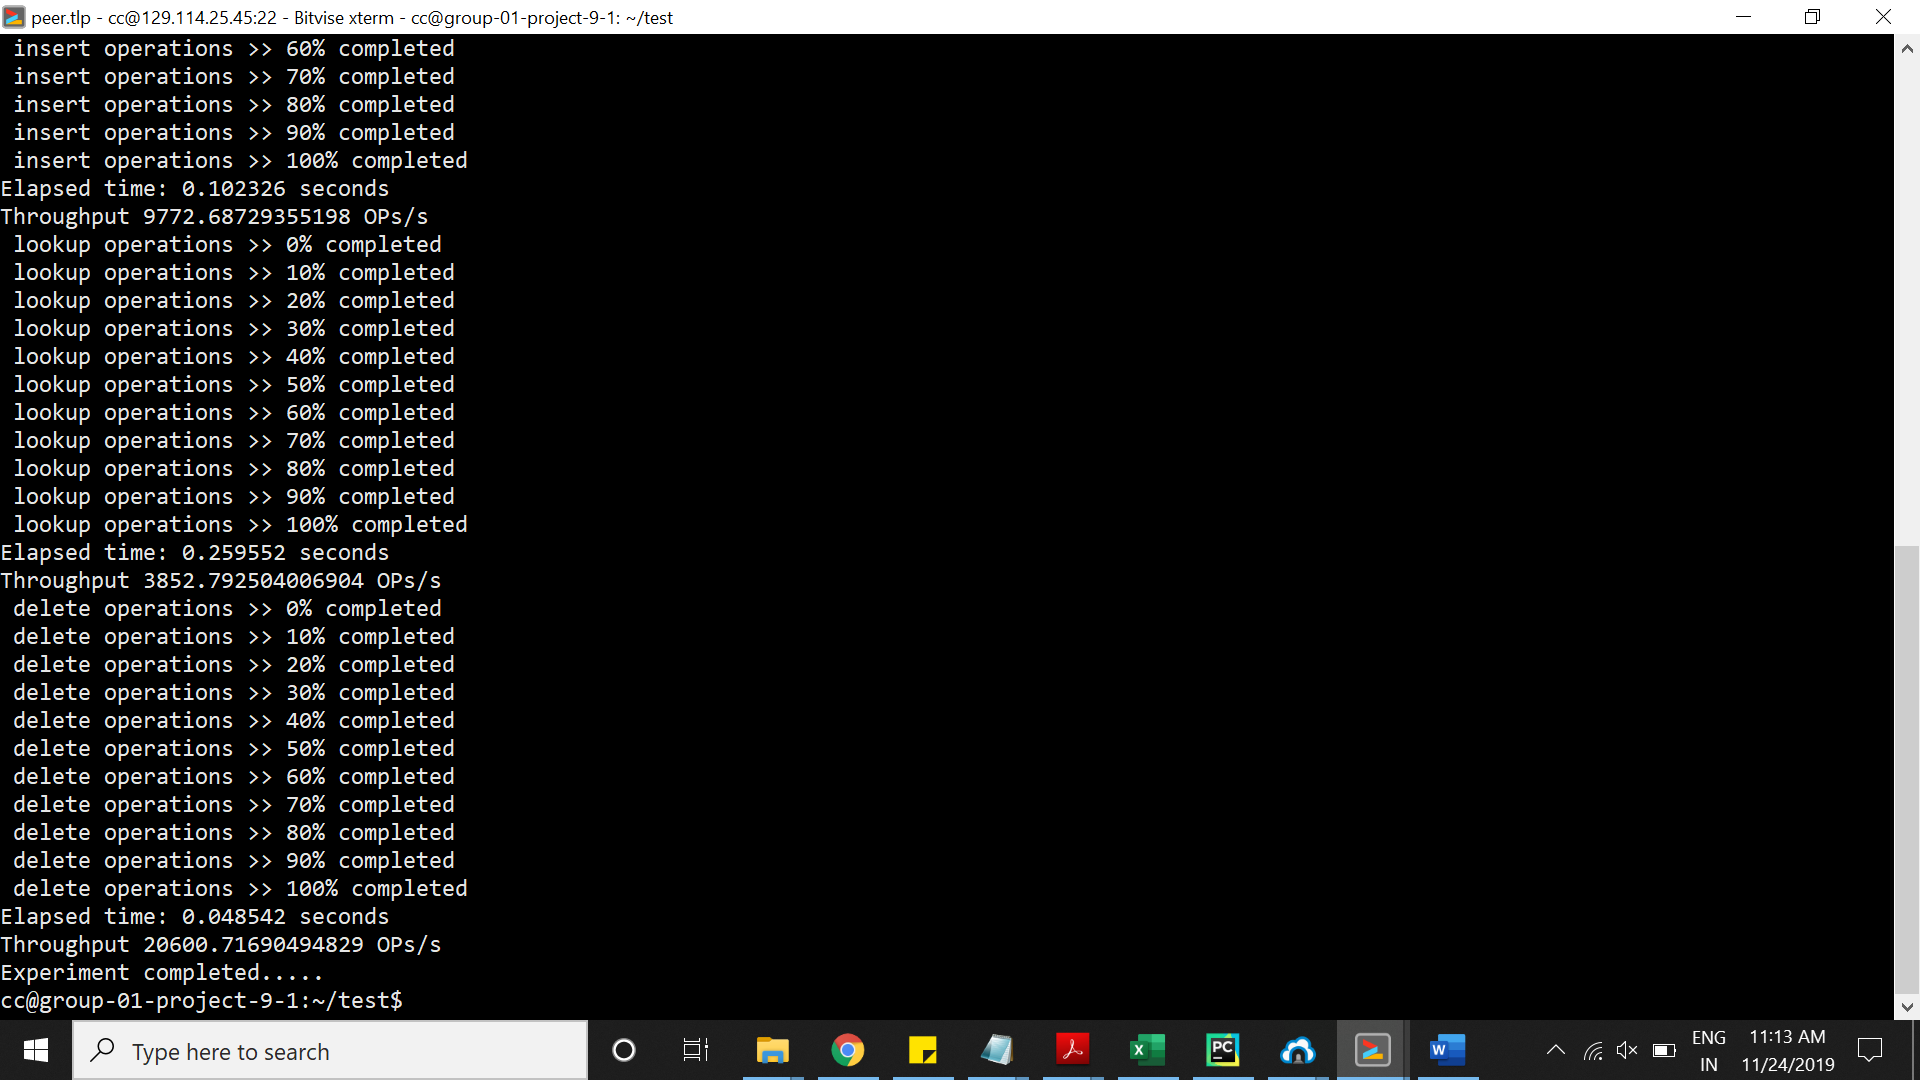 peer.tlp - cc@129.114.25.45:22 - Bitvise xterm - cc@group-01-project-9-1: ~/test
insert operations >> 60% completed
insert operations >> 70% completed
insert operations >> 80% completed
insert operations >> 90% completed
insert operations >> 100% completed
Elapsed time: 0.102326 seconds
Throughput 9772.68729355198 OPs/s
lookup operations >> 0% completed
lookup operations >> 10% completed
lookup operations >> 20% completed
lookup operations >> 30% completed
lookup operations >> 40% completed
lookup operations >> 50% completed
lookup operations >> 60% completed
lookup operations >> 70% completed
lookup operations >> 80% completed
lookup operations >> 90% completed
lookup operations >> 100% completed
Elapsed time: 0.259552 seconds
Throughput 3852.792504006904 OPs/s
delete operations >> 0% completed
delete operations >> 10% completed
delete operations >> 20% completed
delete operations >> 30% completed
delete operations >> 40% completed
delete operations >> 50% completed
delete operations >> 60% completed
delete operations >> 70% completed
delete operations >> 80% completed
delete operations >> 90% completed
delete operations >> 100% completed
Elapsed time: 0.048542 seconds
Throughput 20600.71690494829 OPs/s
Experiment completed.....
cc@group-01-project-9-1:~/test$
Type here to search
ENG
IN
11:13 AM
11/24/2019